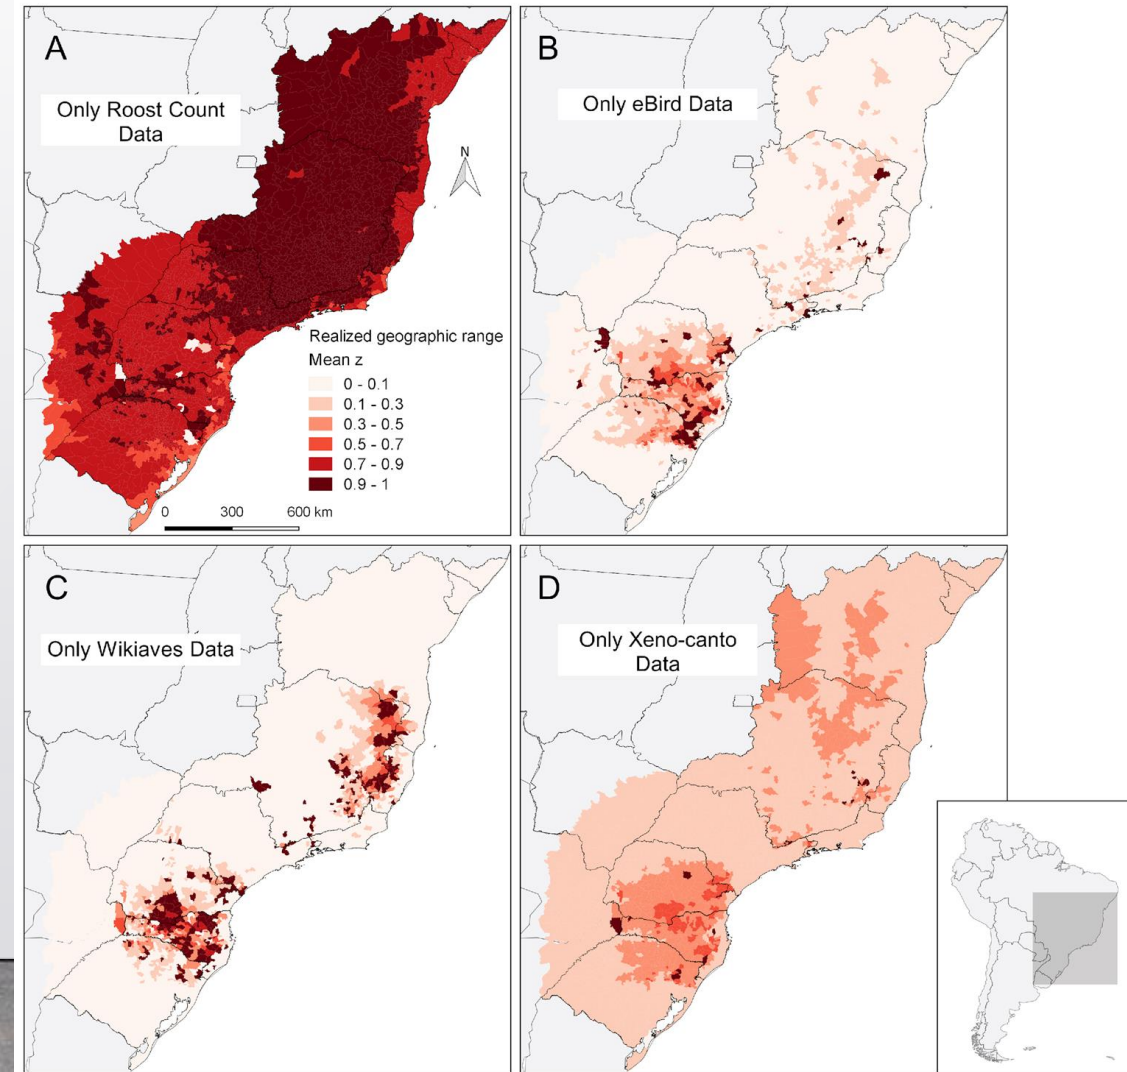 A
Only Roost Count
Data
N
Realized geographic range
Mean z
0 - 0.1
0.1 - 0.3
0.3 - 0.5
0.5 - 0.7
0.7 - 0.9
0.9 - 1
0 300 600 km
B
Only eBird Data
C
Only Wikiaves Data
D
Only Xeno-canto
Data